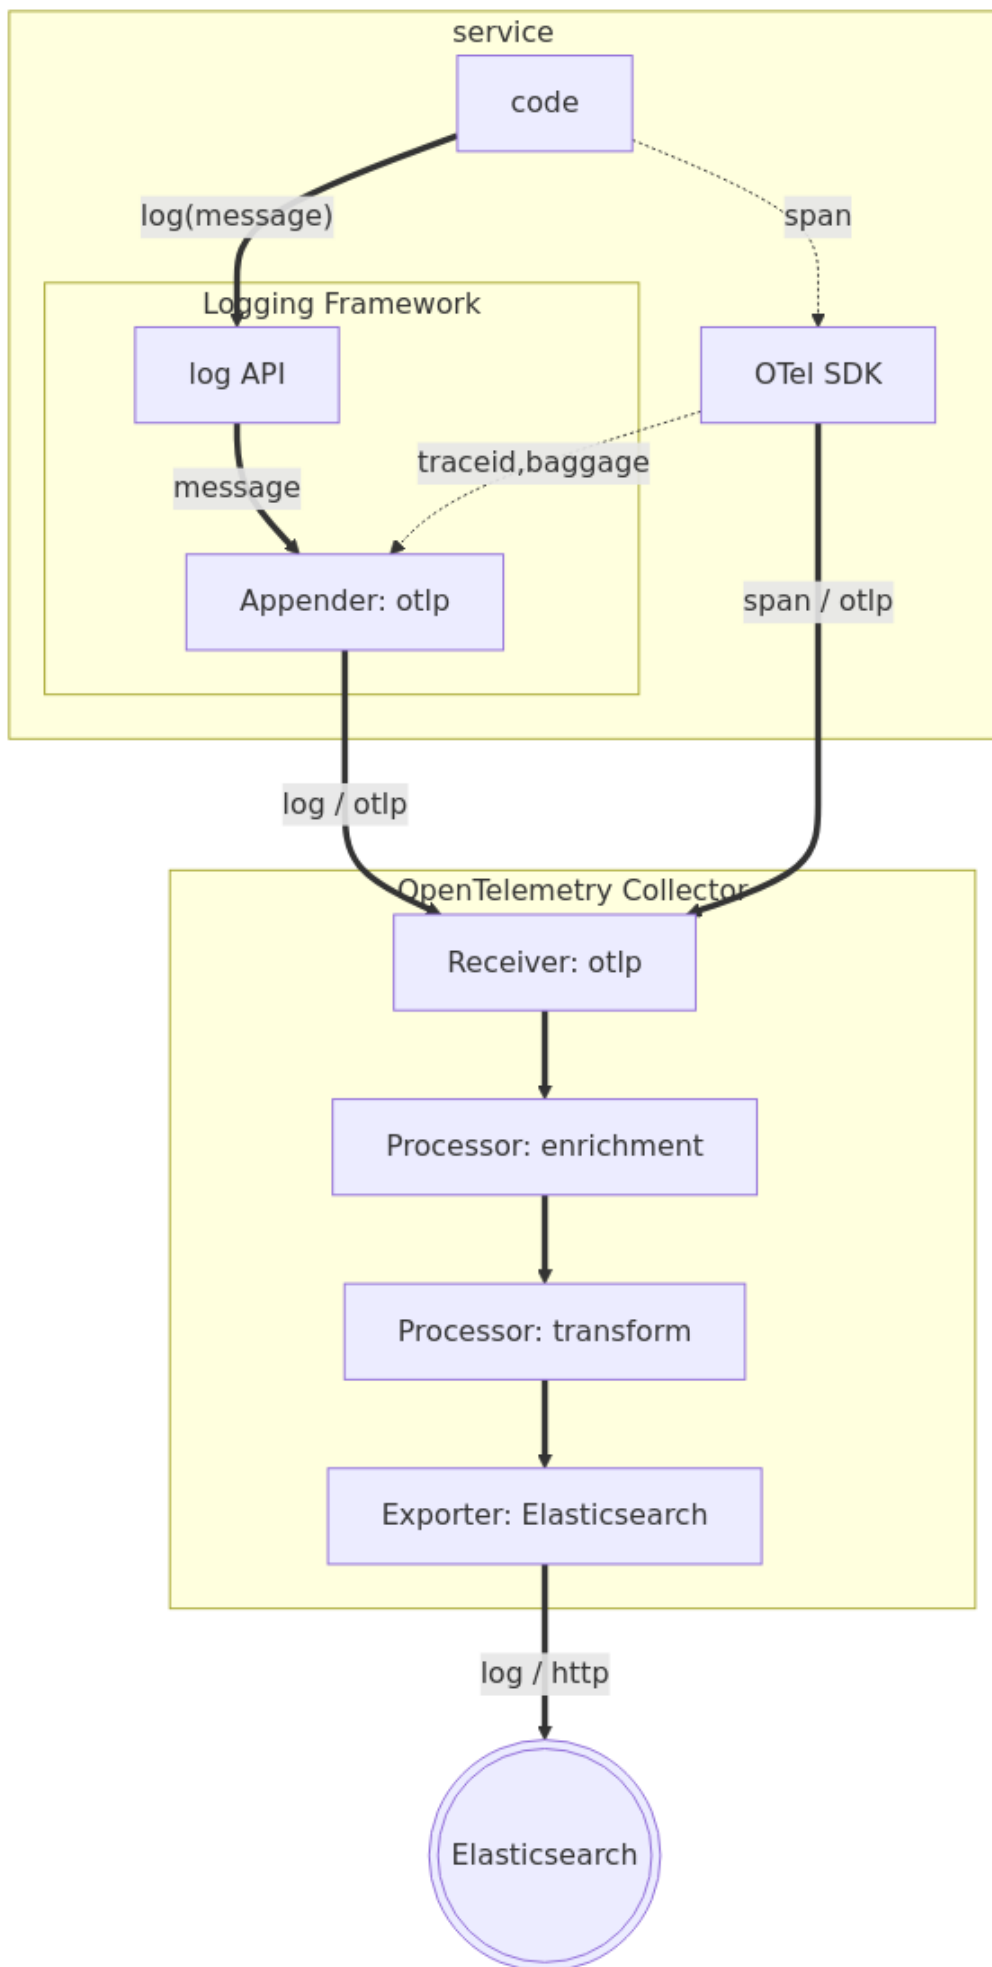 service
code
log(message)
span
Logging Framework
log API
OTel SDK
traceid,baggage
message
Appender: otlp
span / otlp
log / otlp
OpenTelemetry Collector
Receiver: otlp
Processor: enrichment
Processor: transform
Exporter: Elasticsearch
log / http
Elasticsearch